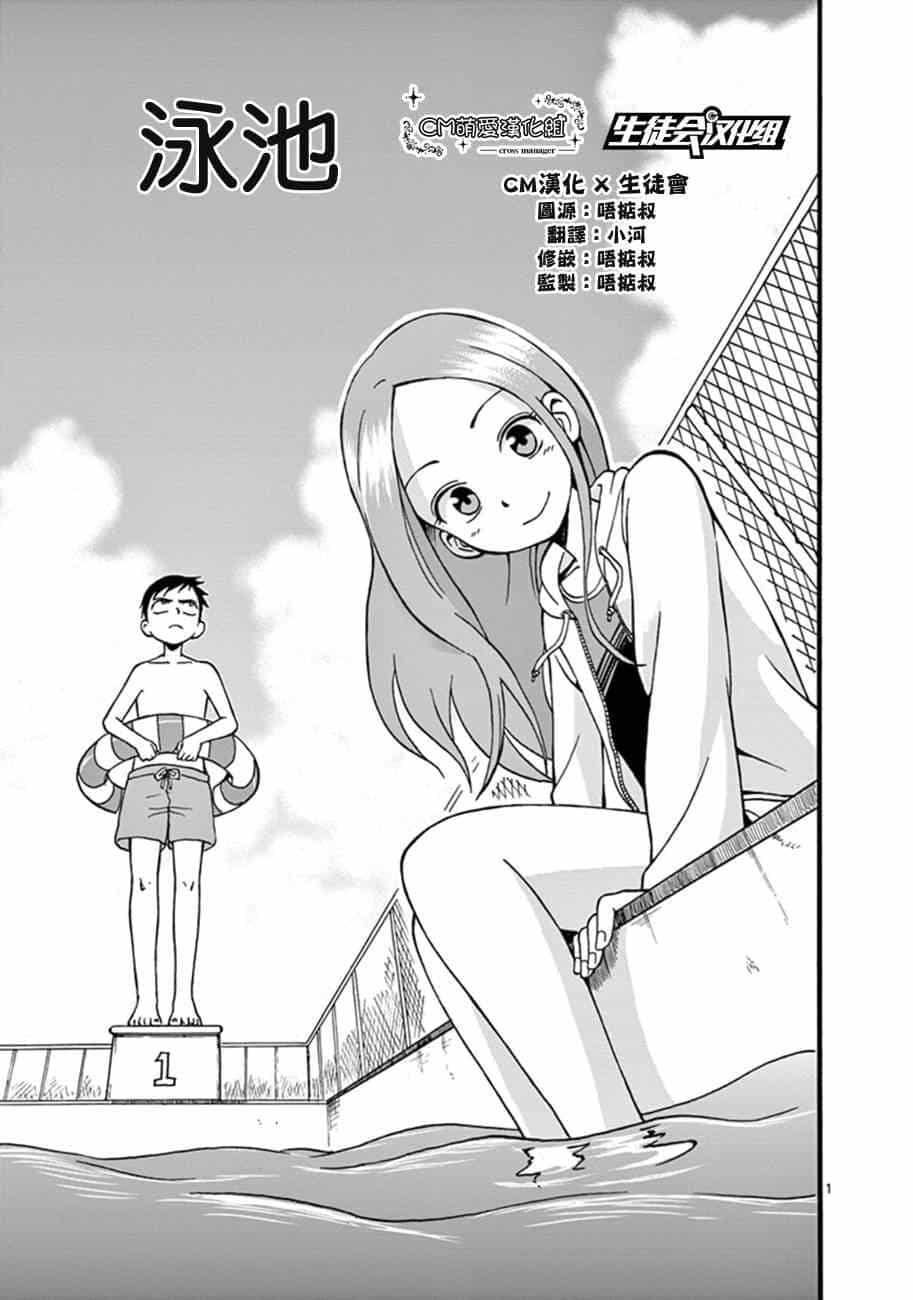 泳池
CM萌愛漢化組
cross manager
生徒会汉化组
CM漢化 × 生徒會
圖源：唔掂叔
翻譯：小河
修嵌：唔掂叔
監製：唔掂叔
1
1